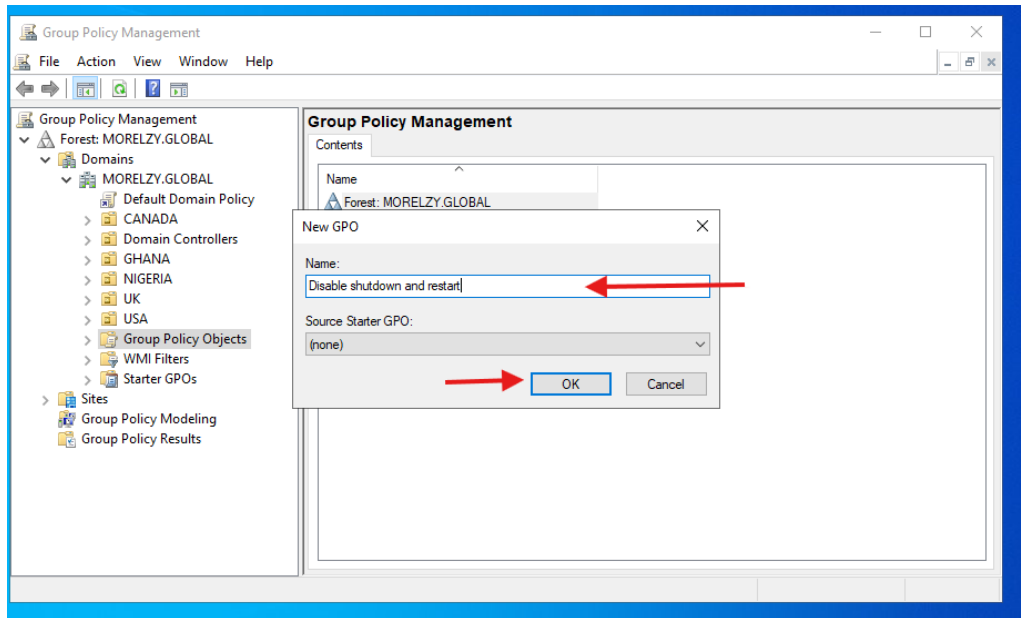 Group Policy Management
File Action View Window Help
Group Policy Management
Forest: MORELZY.GLOBAL
Domains
MORELZY.GLOBAL
Default Domain Policy
CANADA
Domain Controllers
GHANA
NIGERIA
UK
USA
Group Policy Objects
WMI Filters
Starter GPOs
Sites
Group Policy Modeling
Group Policy Results
Group Policy Management
Contents
Name
Forest: MORELZY.GLOBAL
New GPO
Name:
Disable shutdown and restart
Source Starter GPO:
(none)
OK Cancel